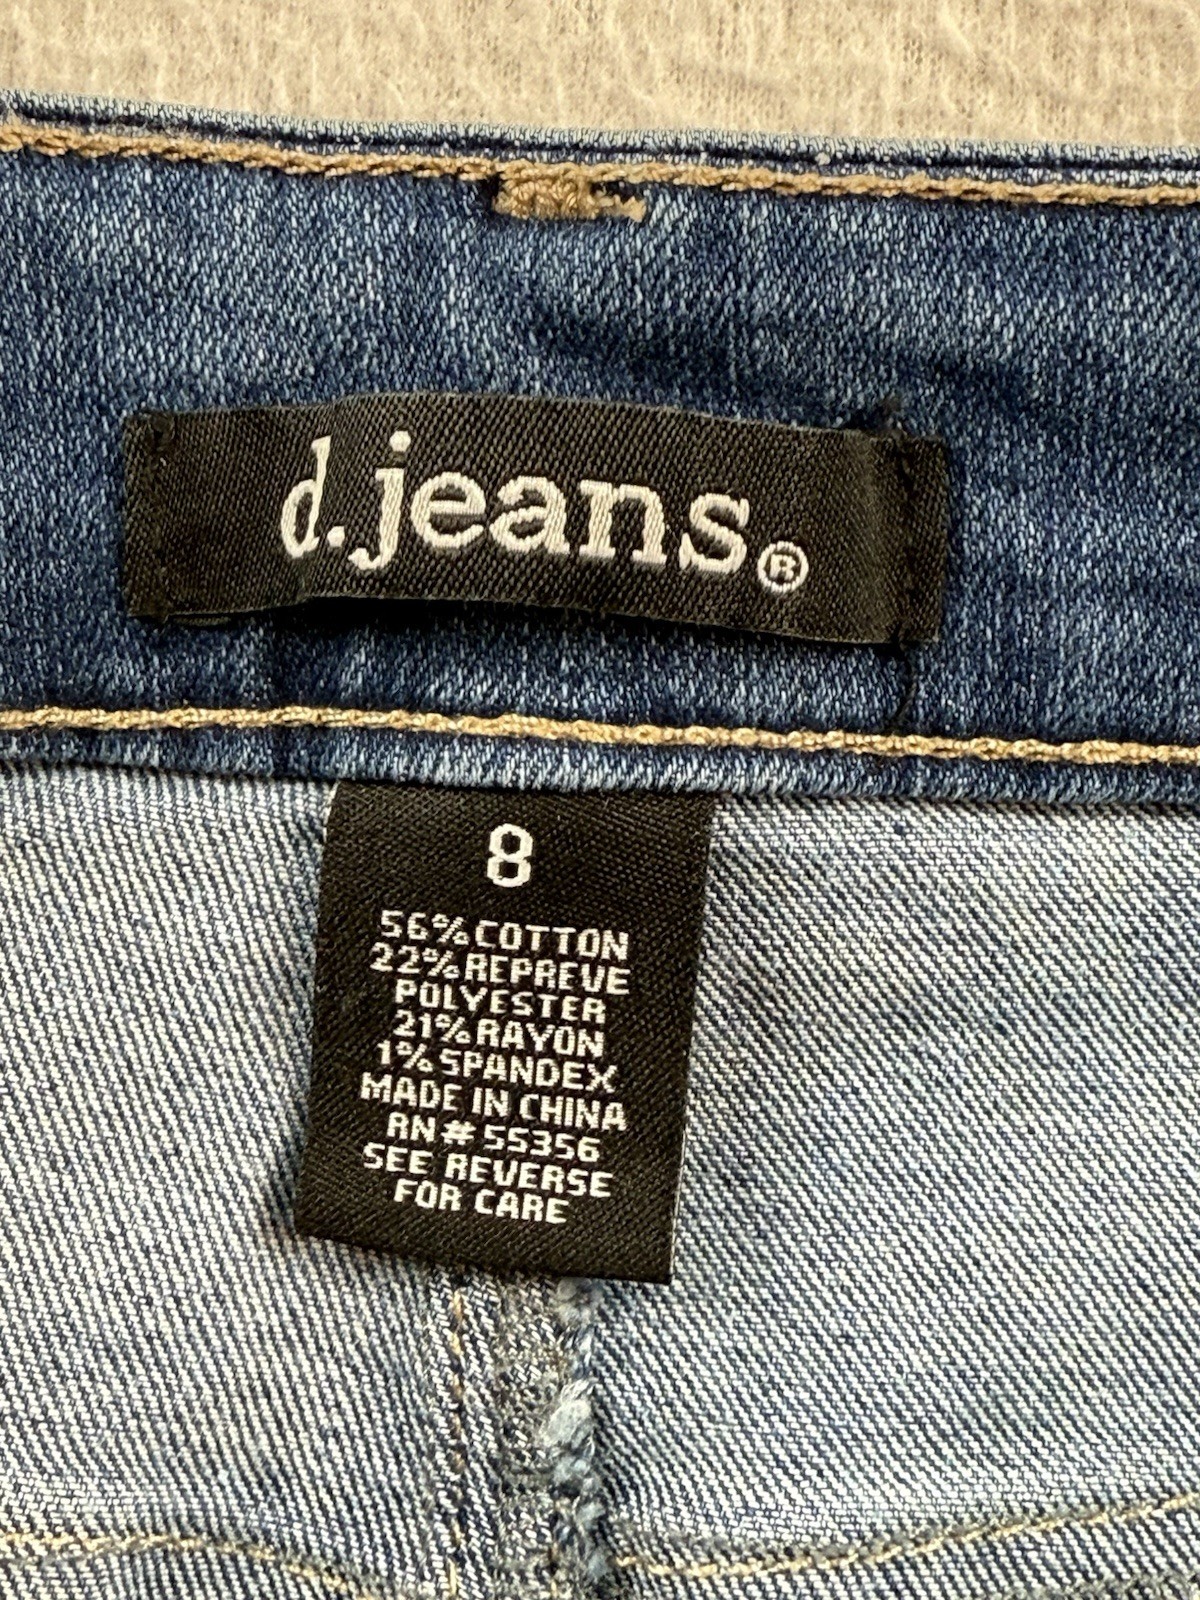 d.jeans®
8
56% COTTON
22% REPREVE
POLYESTER
21% RAYON
1% SPANDEX
MADE IN CHINA
RN# 55356
SEE REVERSE
FOR CARE